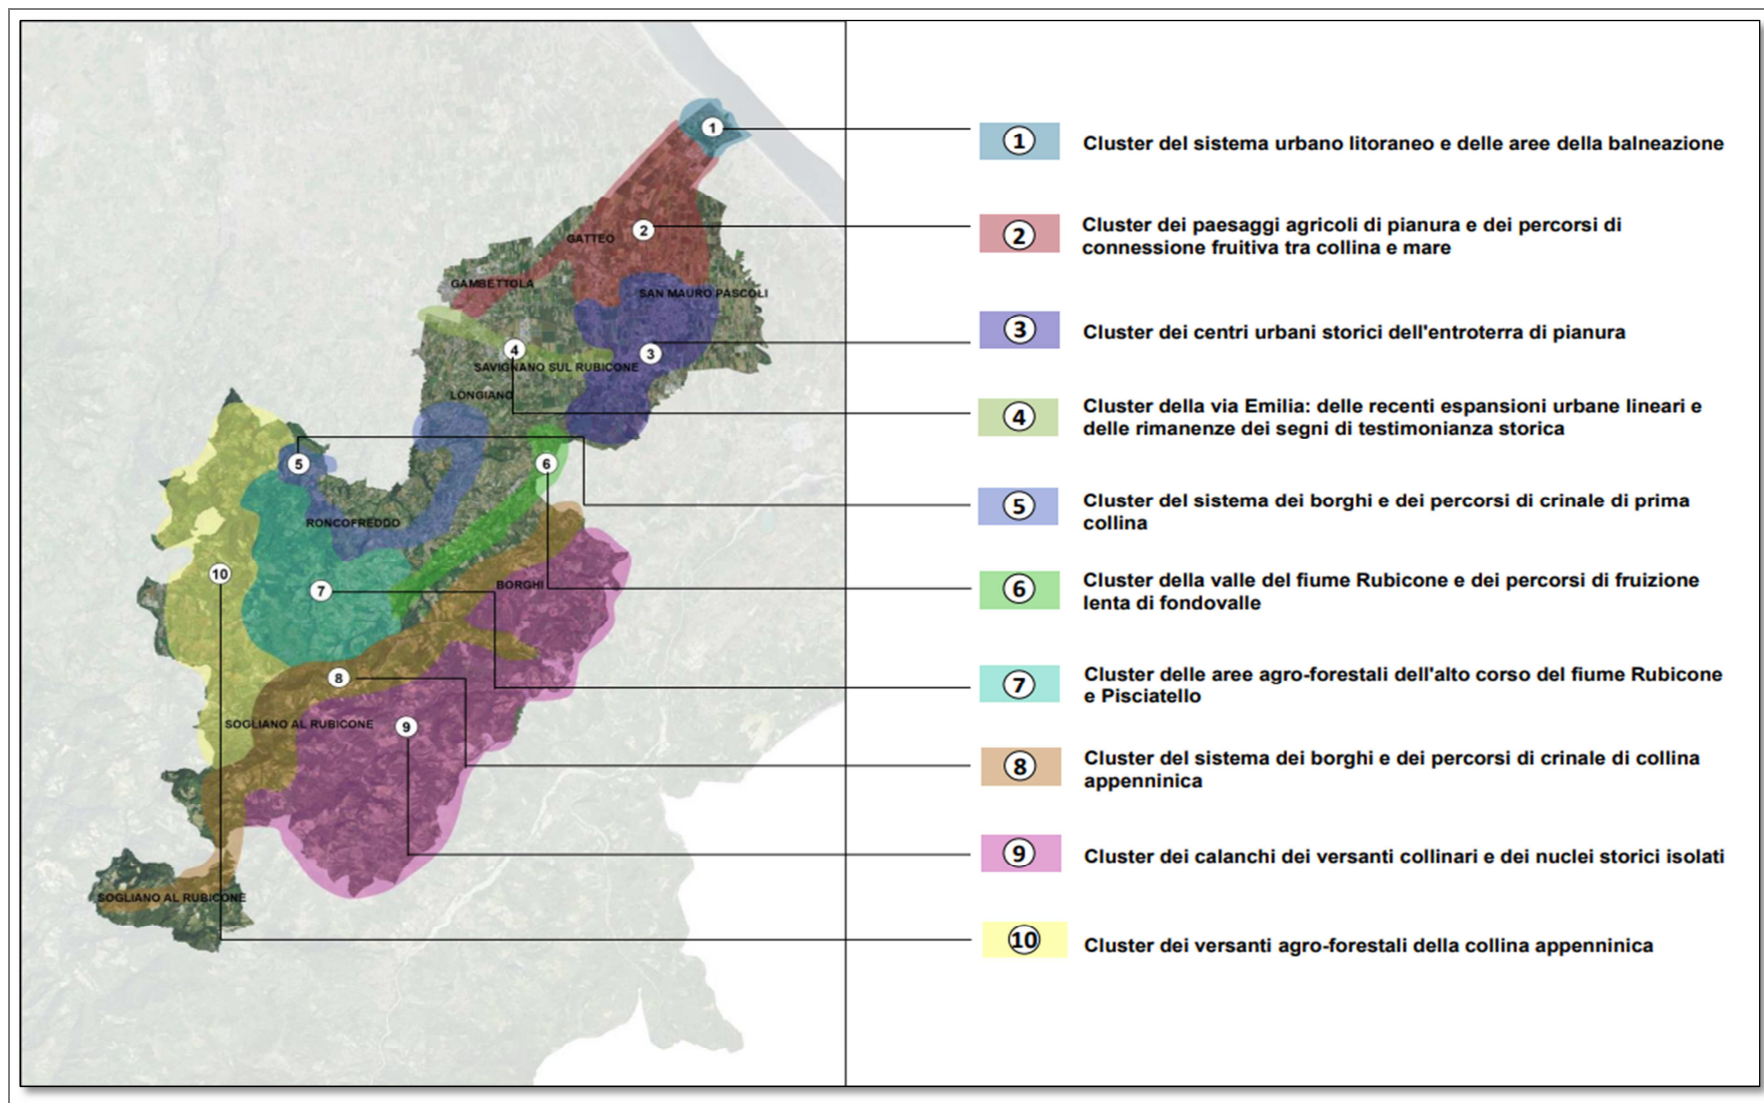 1
2
GATTEO
GAMBETTOLA
SAN MAURO PASCOLI
4
3
SAVIGNANO SUL RUBICONE
LONGIANO
5
6
RONCOFREDDO
10
7
BORGHI
8
SOGLIANO AL RUBICONE
9
SOGLIANO AL RUBICONE
1 Cluster del sistema urbano litoraneo e delle aree della balneazione
2 Cluster dei paesaggi agricoli di pianura e dei percorsi di
connessione fruitiva tra collina e mare
3 Cluster dei centri urbani storici dell'entroterra di pianura
4 Cluster della via Emilia: delle recenti espansioni urbane lineari e
delle rimanenze dei segni di testimonianza storica
5 Cluster del sistema dei borghi e dei percorsi di crinale di prima
collina
6 Cluster della valle del fiume Rubicone e dei percorsi di fruizione
lenta di fondovalle
7 Cluster delle aree agro-forestali dell'alto corso del fiume Rubicone
e Pisciatello
8 Cluster del sistema dei borghi e dei percorsi di crinale di collina
appenninica
9 Cluster dei calanchi dei versanti collinari e dei nuclei storici isolati
10 Cluster dei versanti agro-forestali della collina appenninica